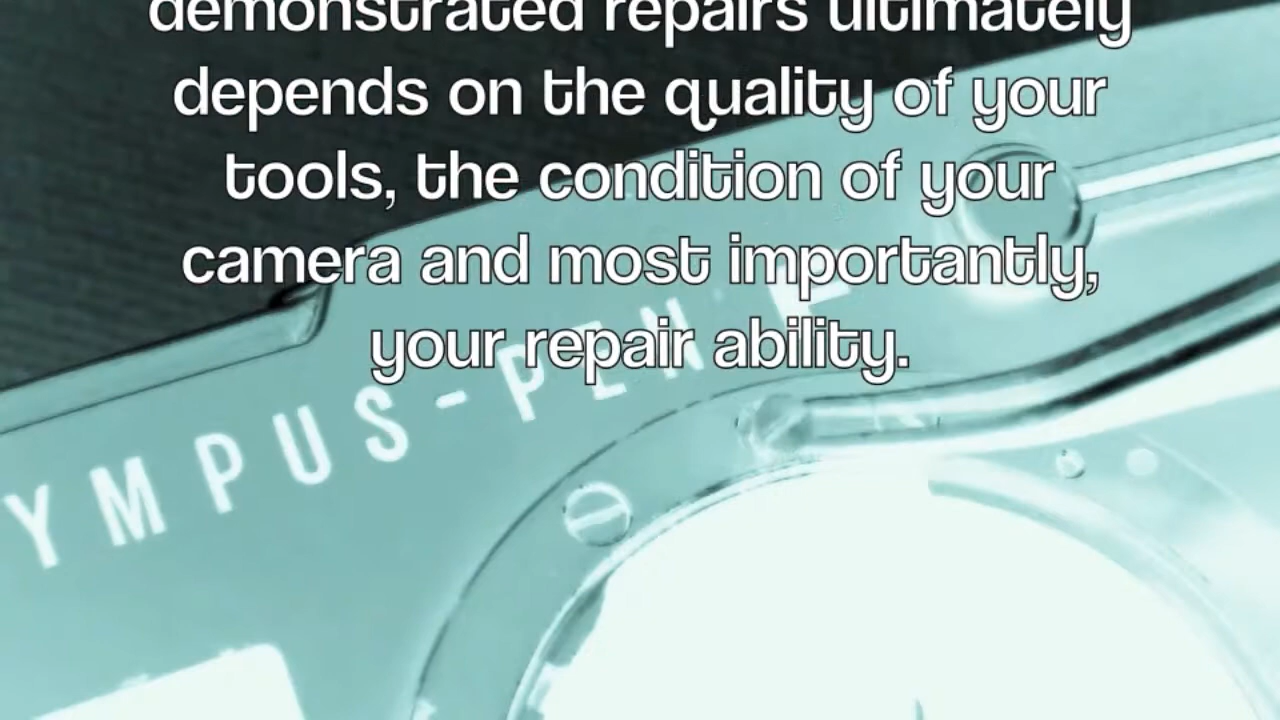 demonstrated repairs ultimately
depends on the quality of your
tools, the condition of your
camera and most importantly,
your repair ability.
YMPUS-PEN F